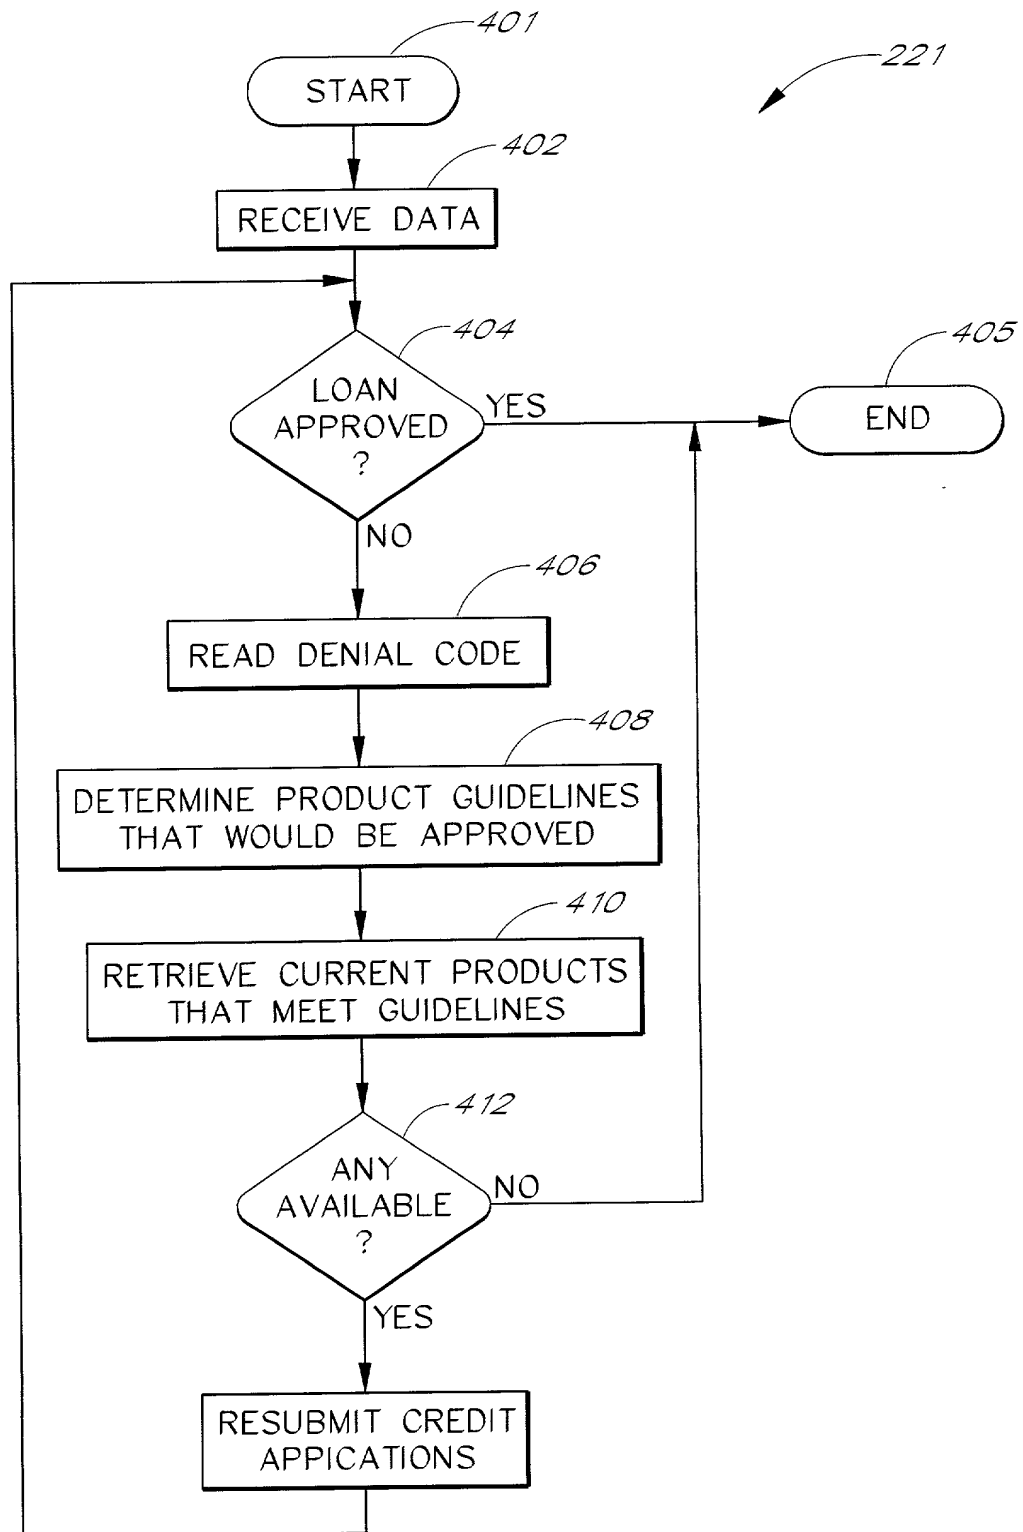 401
START
221
402
RECEIVE DATA
404
LOAN
APPROVED
?
YES
405
END
NO
406
READ DENIAL CODE
408
DETERMINE PRODUCT GUIDELINES
THAT WOULD BE APPROVED
410
RETRIEVE CURRENT PRODUCTS
THAT MEET GUIDELINES
412
ANY
AVAILABLE
?
NO
YES
RESUBMIT CREDIT
APPICATIONS